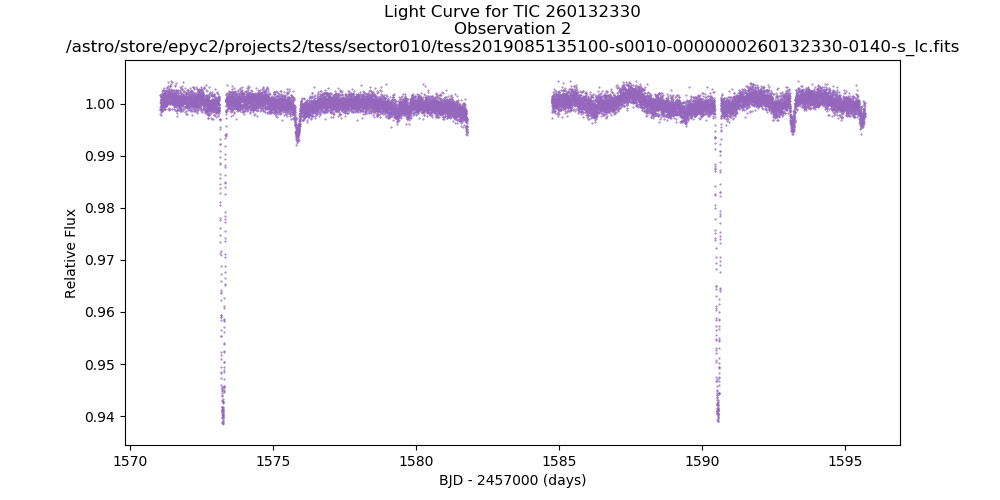 Light Curve for TIC 260132330
Observation 2
/astro/store/epyc2/projects2/tess/sector010/tess2019085135100-s0010-0000000260132330-0140-s_lc.fits
1.00
0.99
0.98
0.97
0.96
0.95
0.94
Relative Flux
1570
1575
1580
1585
1590
1595
BJD - 2457000 (days)